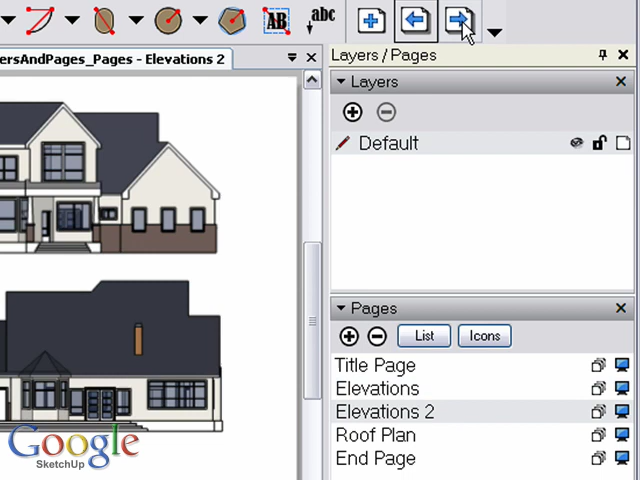 AB
abc
ersAndPages_Pages - Elevations 2
Layers / Pages
Layers
Default
Pages
List
Icons
Title Page
Elevations
Elevations 2
Roof Plan
End Page
Google
SketchUp